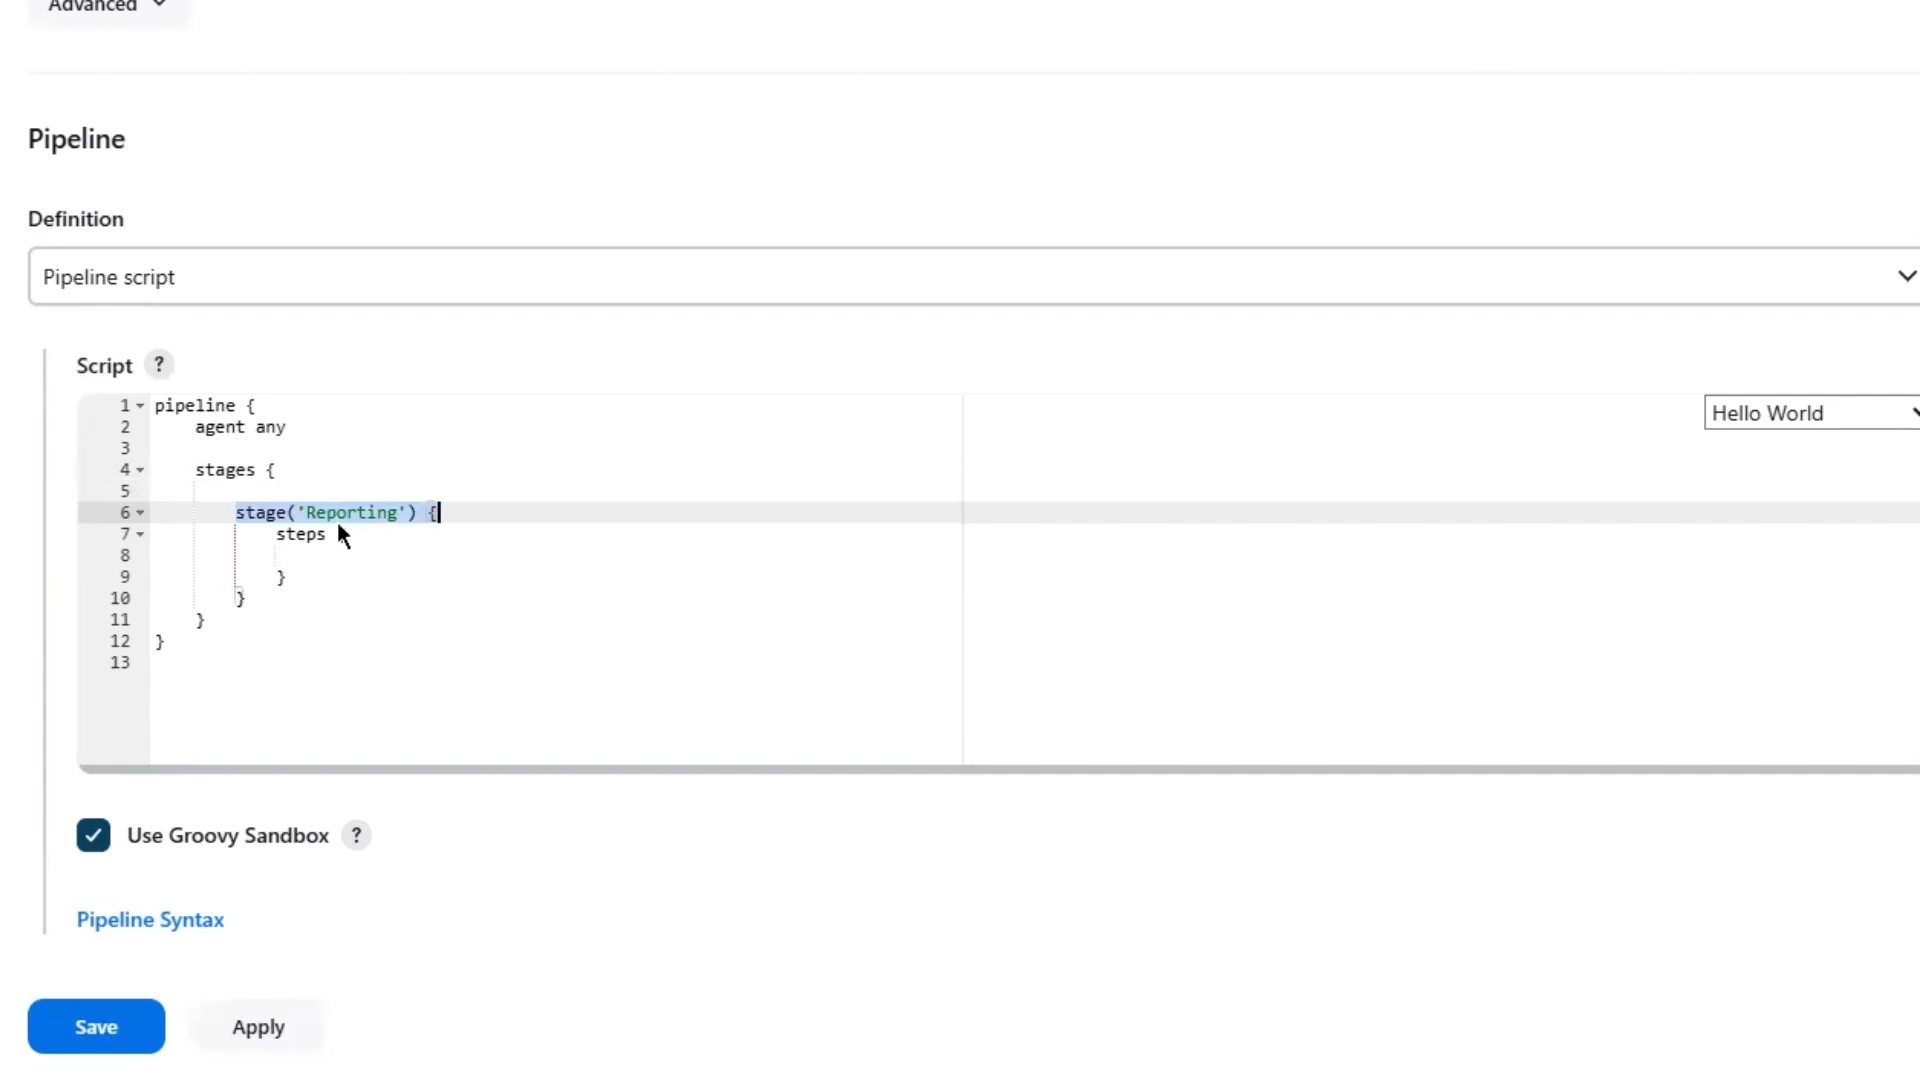 Advanced
Pipeline
Definition
Pipeline script
Script ?
Hello World
1 pipeline {
2 agent any
3
4 stages {
5
6 stage('Reporting') {
7 steps
8
9 }
10 }
11 }
12 }
13
Use Groovy Sandbox ?
Pipeline Syntax
Save Apply